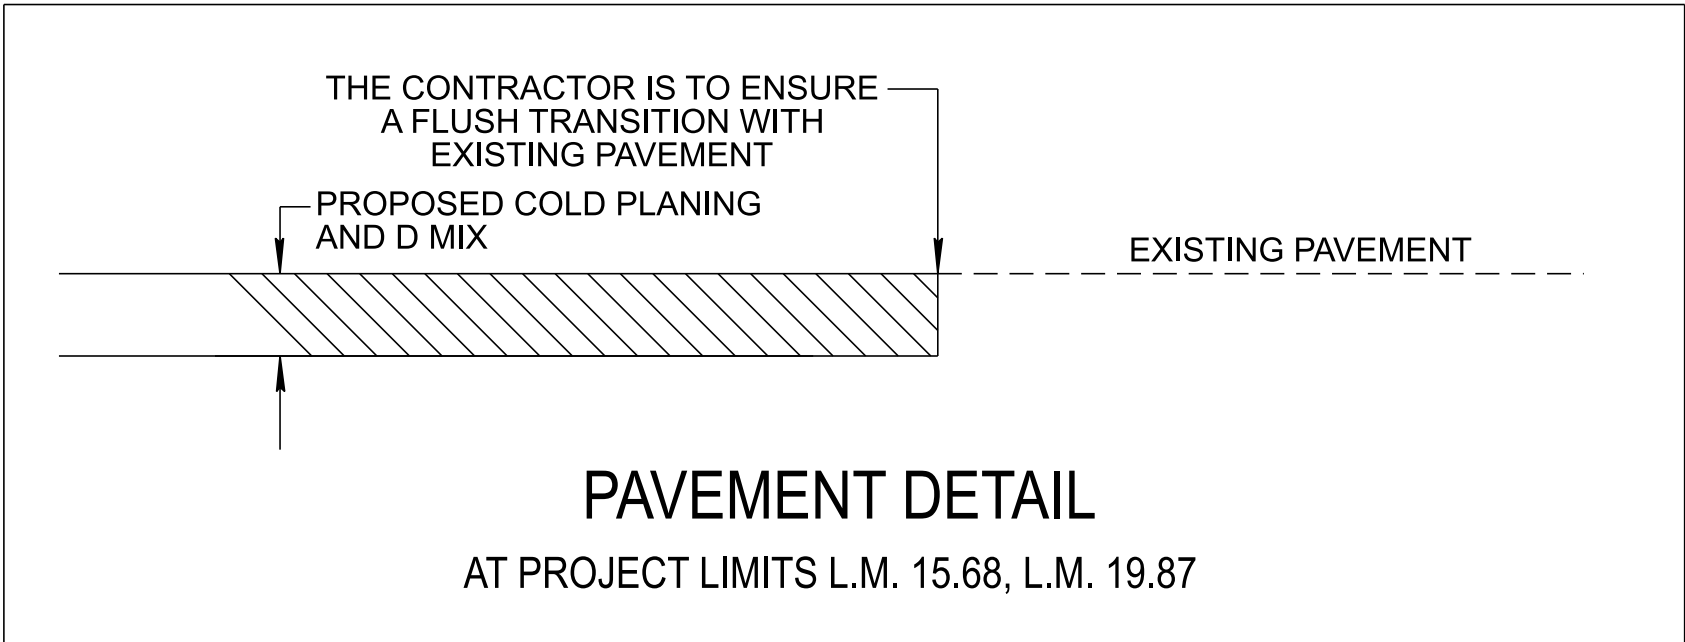 THE CONTRACTOR IS TO ENSURE
A FLUSH TRANSITION WITH
EXISTING PAVEMENT
PROPOSED COLD PLANING
AND D MIX
EXISTING PAVEMENT
PAVEMENT DETAIL
AT PROJECT LIMITS L.M. 15.68, L.M. 19.87